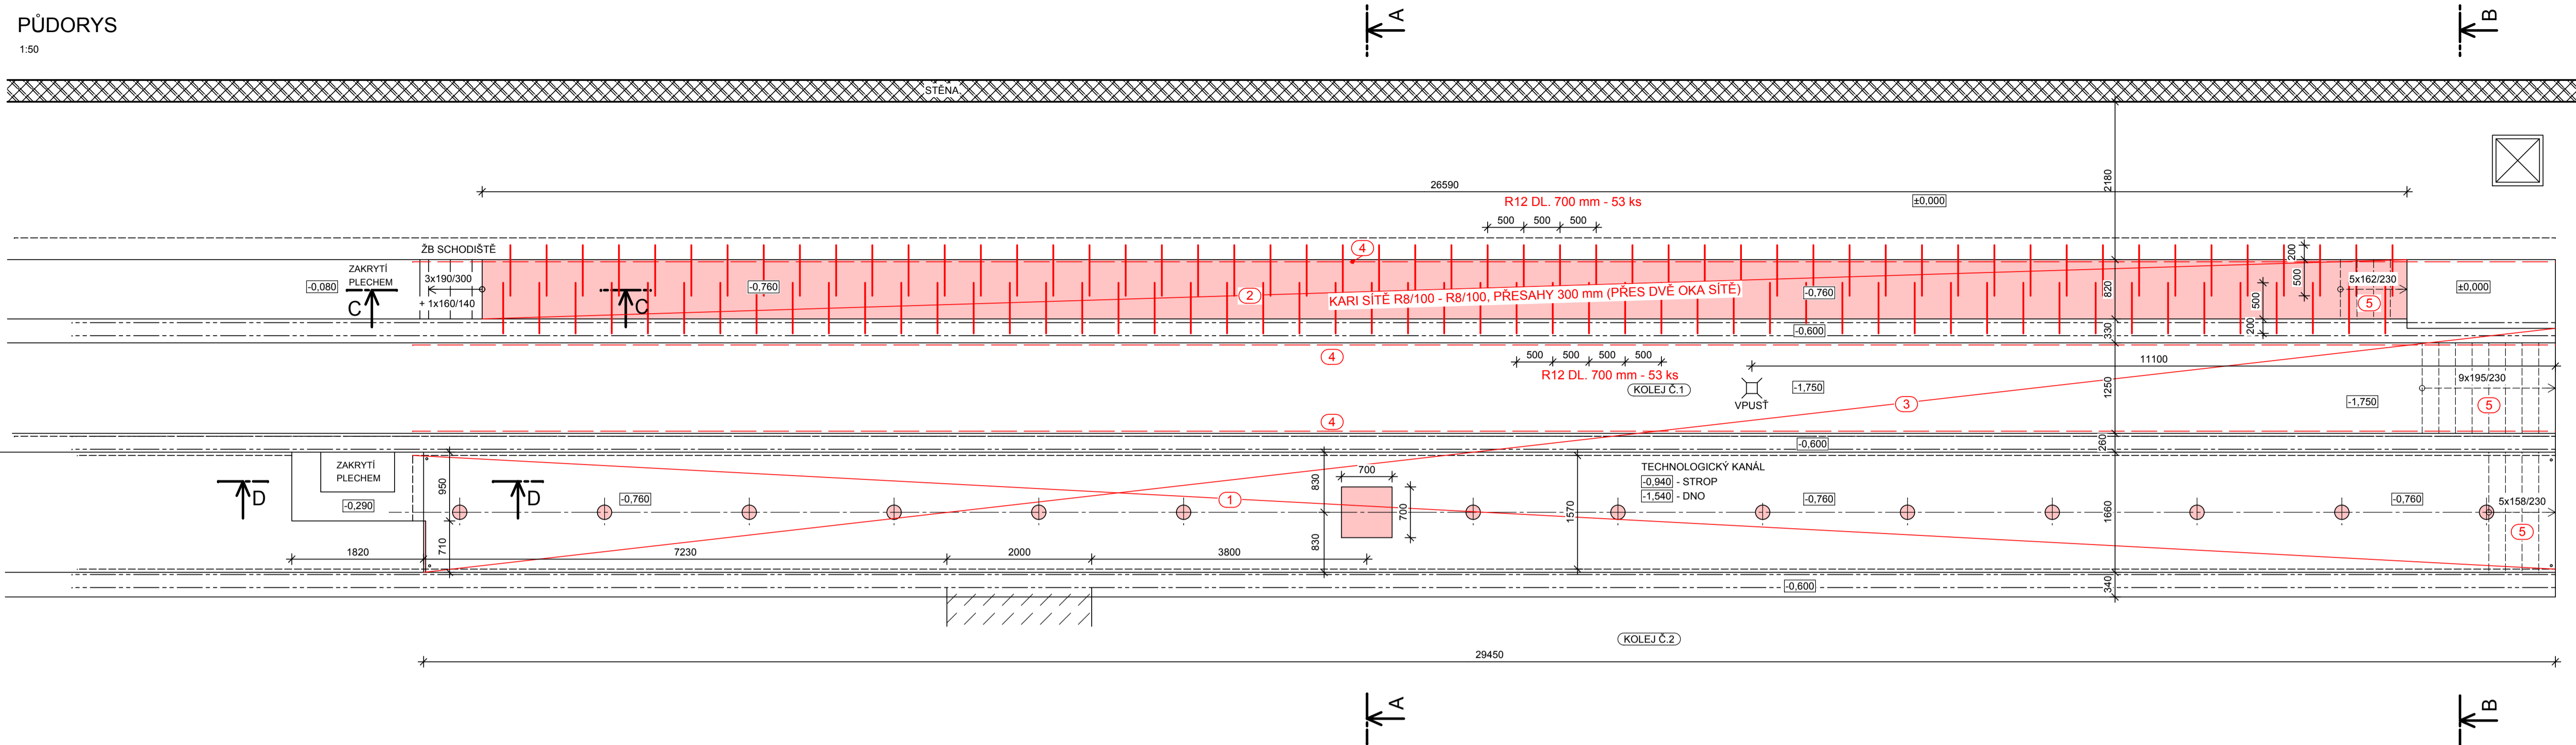 PŮDORYS
1:50
A
B
STĚNA
26590
R12 DL. 700 mm - 53 ks
±0,000
2180
500 500 500
ŽB SCHODIŠTĚ
4
200
ZAKRYTÍ
PLECHEM
-0,080
3x190/300
+ 1x160/140
C
C
-0,760
2
KARI SÍTĚ R8/100 - R8/100, PŘESAHY 300 mm (PŘES DVĚ OKA SÍTĚ)
-0,760
820
500
5x162/230
5
±0,000
500
200
-0,600
330
4
500 500 500 500
R12 DL. 700 mm - 53 ks
KOLEJ Č.1
11100
VPUSŤ
-1,750
1250
9x195/230
-1,750
3
5
4
-0,600
260
ZAKRYTÍ
PLECHEM
-0,290
D
D
950
-0,760
1
830
700
700
1570
TECHNOLOGICKÝ KANÁL
-0,940 - STROP
-1,540 - DNO
-0,760
1660
-0,760
5x158/230
5
710
830
1820
7230
2000
3800
-0,600
340
KOLEJ Č.2
29450
A
B